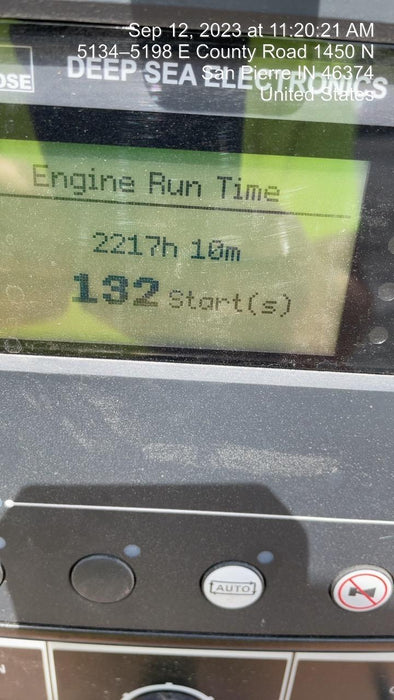 Sep 12, 2023 at 11:20:21 AM
5134–5198 E County Road 1450 N
San Pierre IN 46374
United States
OSE
DEEP SEA ELECTRONICS
Engine Run Time
2217h 10m
132 Start(s)
AUTO
N